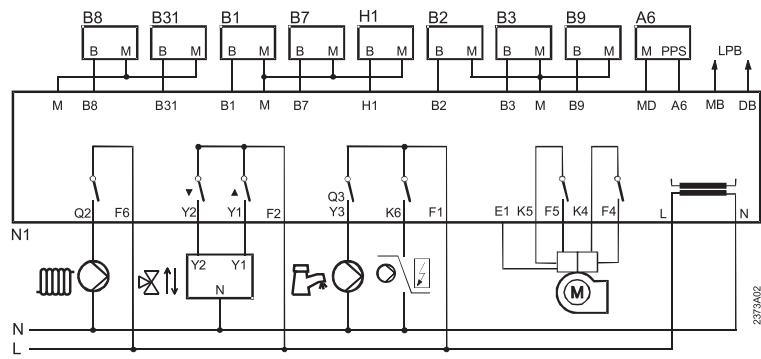 B8 B31 B1 B7 H1 B2 B3 B9 A6 LPB
B M B M B M B M B M B M B M B M M PPS
M B8 B31 B1 M B7 H1 B2 B3 M B9 MD A6 MB DB
Q3
Q2 F6 Y2 Y1 F2 Y3 K6 F1 E1 K5 F5 K4 F4 L N
N1
Y2 Y1
N
M
2373A02
N
L